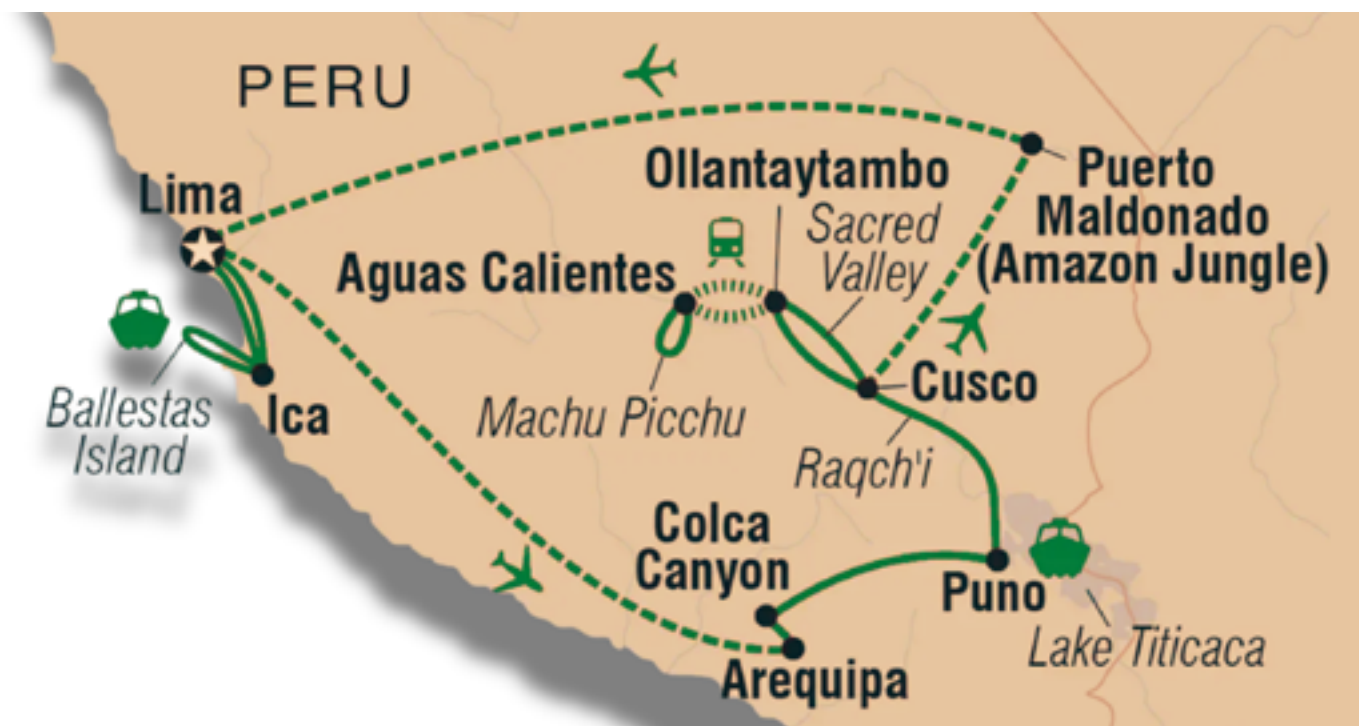 PERU
Lima
Ollantaytambo
Puerto
Maldonado
(Amazon Jungle)
Sacred
Valley
Aguas Calientes
Cusco
Ballestas
Island
Ica
Machu Picchu
Raqch'i
Colca
Canyon
Puno
Lake Titicaca
Arequipa